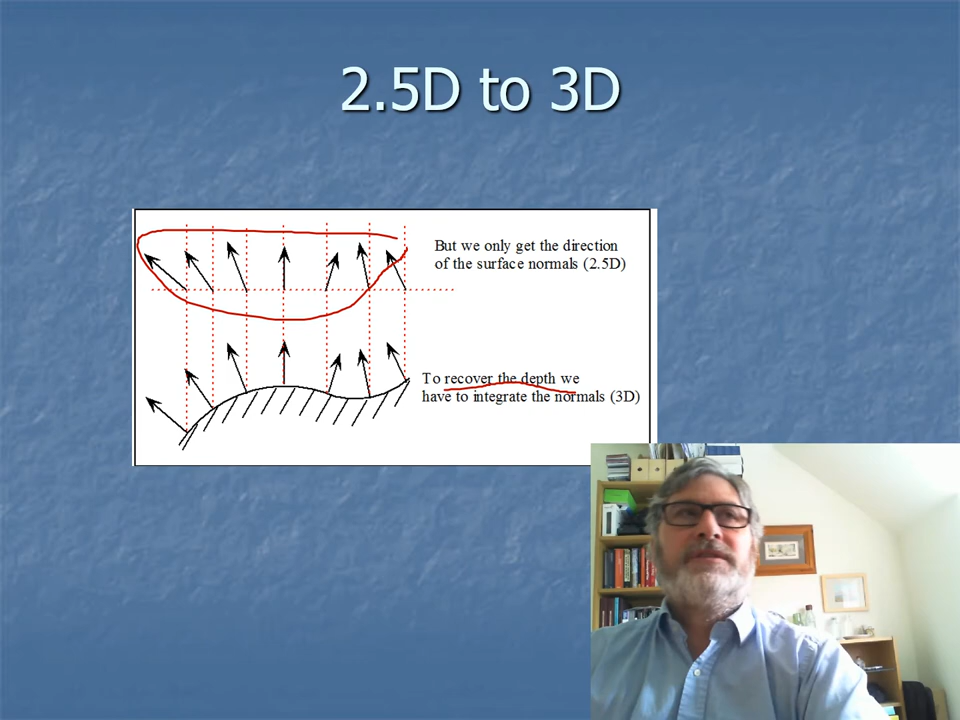 2.5D to 3D
But we only get the direction
of the surface normals (2.5D)
To recover the depth we
have to integrate the normals (3D)